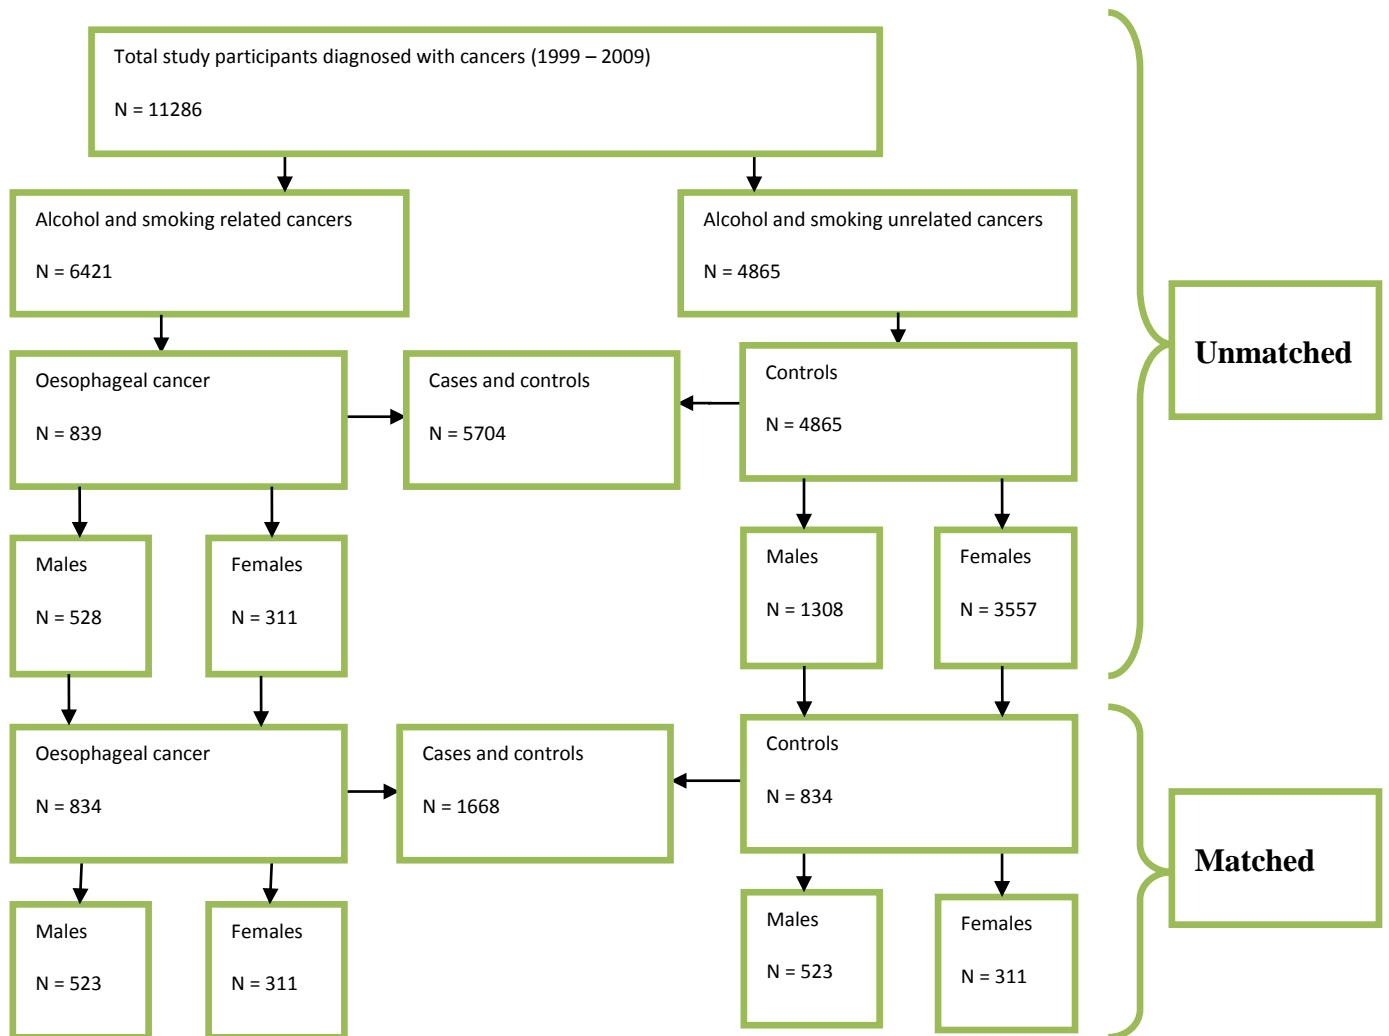 Total study participants diagnosed with cancers (1999 – 2009)
N = 11286
Alcohol and smoking related cancers
N = 6421
Alcohol and smoking unrelated cancers
N = 4865
Unmatched
Oesophageal cancer
N = 839
Cases and controls
N = 5704
Controls
N = 4865
Males
N = 528
Females
N = 311
Males
N = 1308
Females
N = 3557
Oesophageal cancer
N = 834
Cases and controls
N = 1668
Controls
N = 834
Matched
Males
N = 523
Females
N = 311
Males
N = 523
Females
N = 311